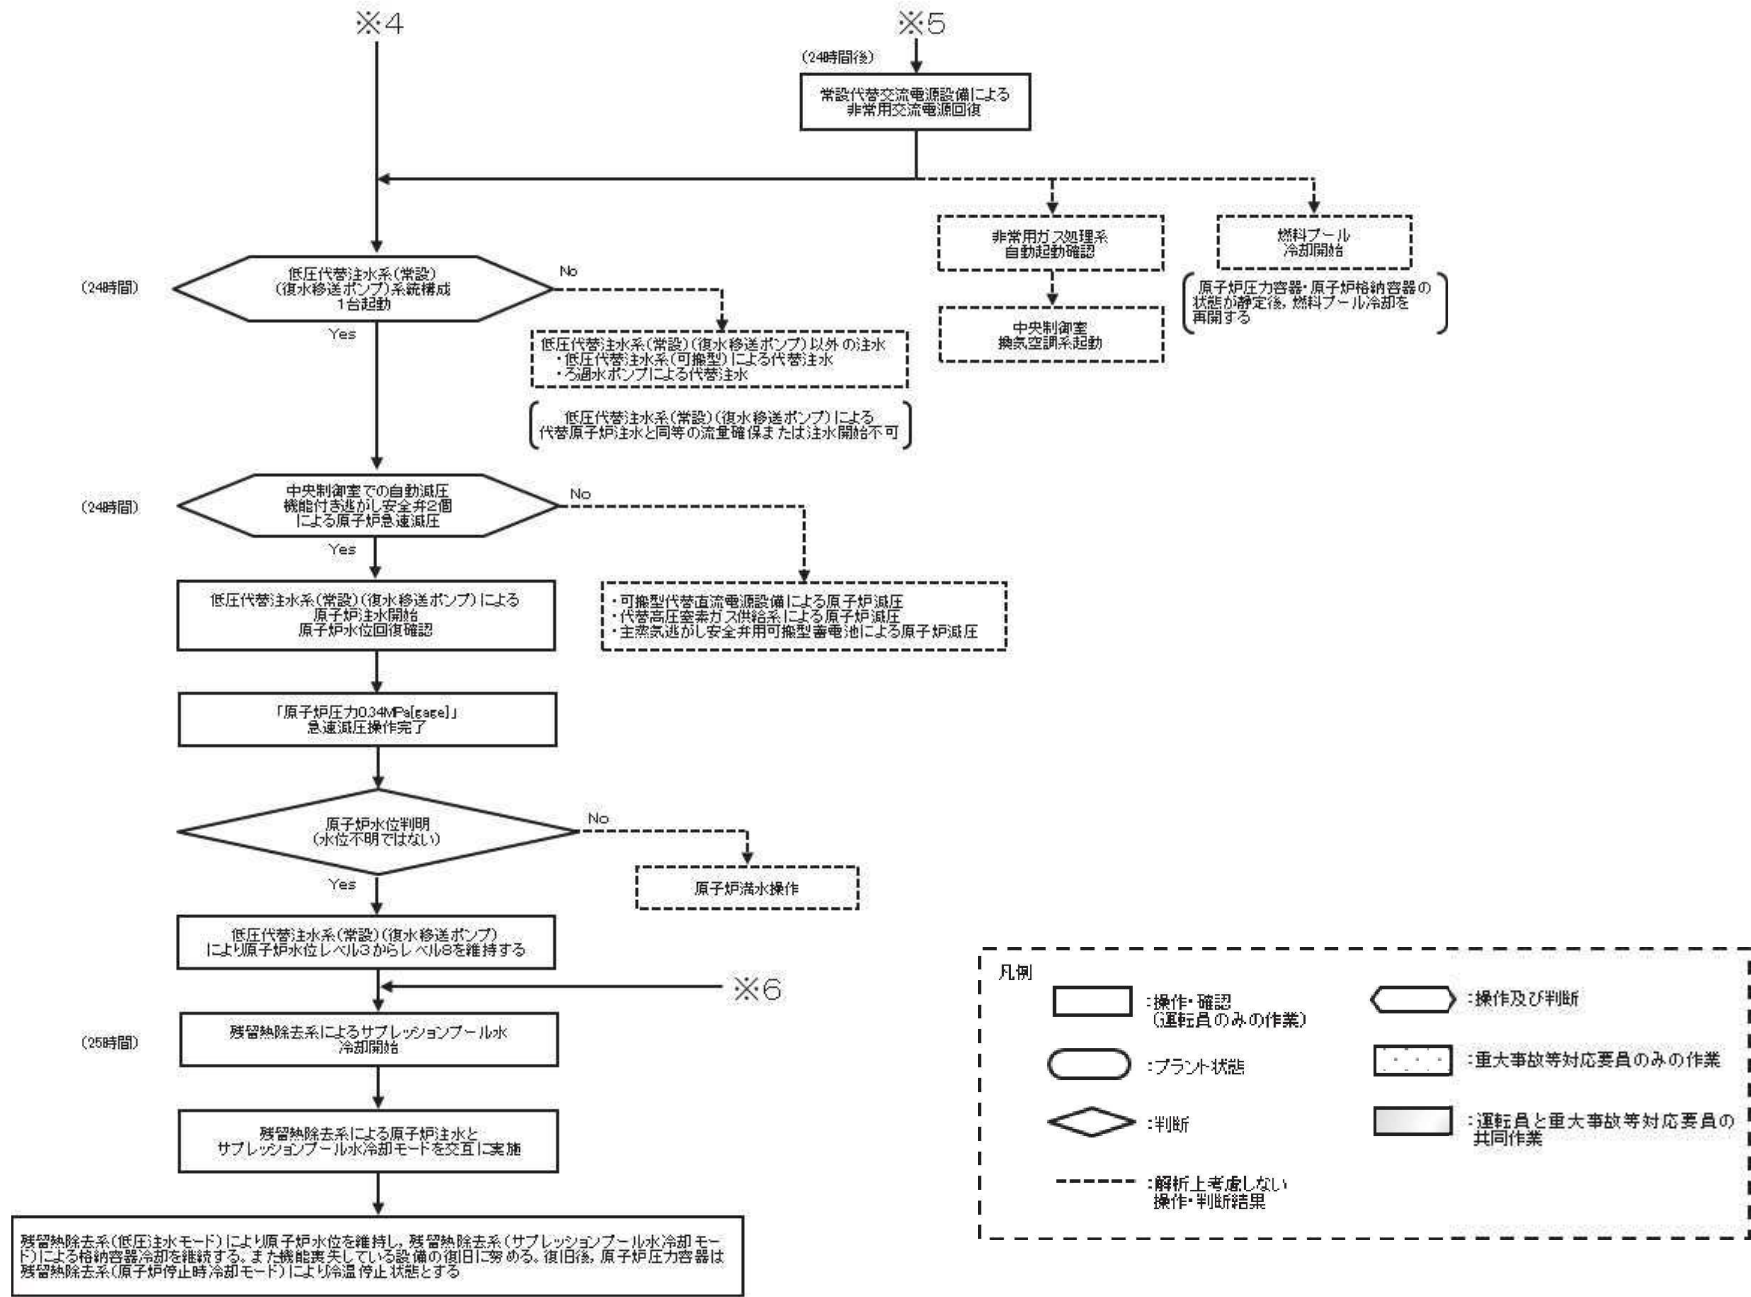 ※4
※5
(24時間後)
常設代替交流電源設備による
非常用交流電源回復
非常用ガス処理系
自動起動確認
燃料プール
冷却開始
原子炉圧力容器・原子炉格納容器の
状態が静定後，燃料プール冷却を
再開する
中央制御室
換気空調系起動
(24時間)
低圧代替注水系(常設)
(復水移送ポンプ)系統構成
1台起動
No
Yes
低圧代替注水系(常設)(復水移送ポンプ)以外の注水
・低圧代替注水系(可搬型)による代替注水
・ろ過水ポンプによる代替注水
低圧代替注水系(常設)(復水移送ポンプ)による
代替原子炉注水と同等の流量確保または注水開始不可
(24時間)
中央制御室での自動減圧
機能付き逃がし安全弁2個
による原子炉急速減圧
No
Yes
低圧代替注水系(常設)(復水移送ポンプ)による
原子炉注水開始
原子炉水位回復確認
・可搬型代替直流電源設備による原子炉減圧
・代替高圧窒素ガス供給系による原子炉減圧
・主蒸気逃がし安全弁用可搬型蓄電池による原子炉減圧
「原子炉圧力0.34MPa[gage]」
急速減圧操作完了
原子炉水位判明
(水位不明ではない)
No
Yes
原子炉満水操作
低圧代替注水系(常設)(復水移送ポンプ)
により原子炉水位レベル3からレベル8を維持する
※6
(25時間)
残留熱除去系によるサプレッションプール水
冷却開始
残留熱除去系による原子炉注水と
サプレッションプール水冷却モードを交互に実施
残留熱除去系(低圧注水モード)により原子炉水位を維持し，残留熱除去系(サプレッションプール水冷却モー
ド)による格納容器冷却を継続する。また機能喪失している設備の復旧に努める。復旧後，原子炉圧力容器は
残留熱除去系(原子炉停止時冷却モード)により冷温停止状態とする
凡例
:操作・確認
(運転員のみの作業)
:操作及び判断
:プラント状態
:重大事故等対応要員のみの作業
:判断
:運転員と重大事故等対応要員の
共同作業
:解析上考慮しない
操作・判断結果